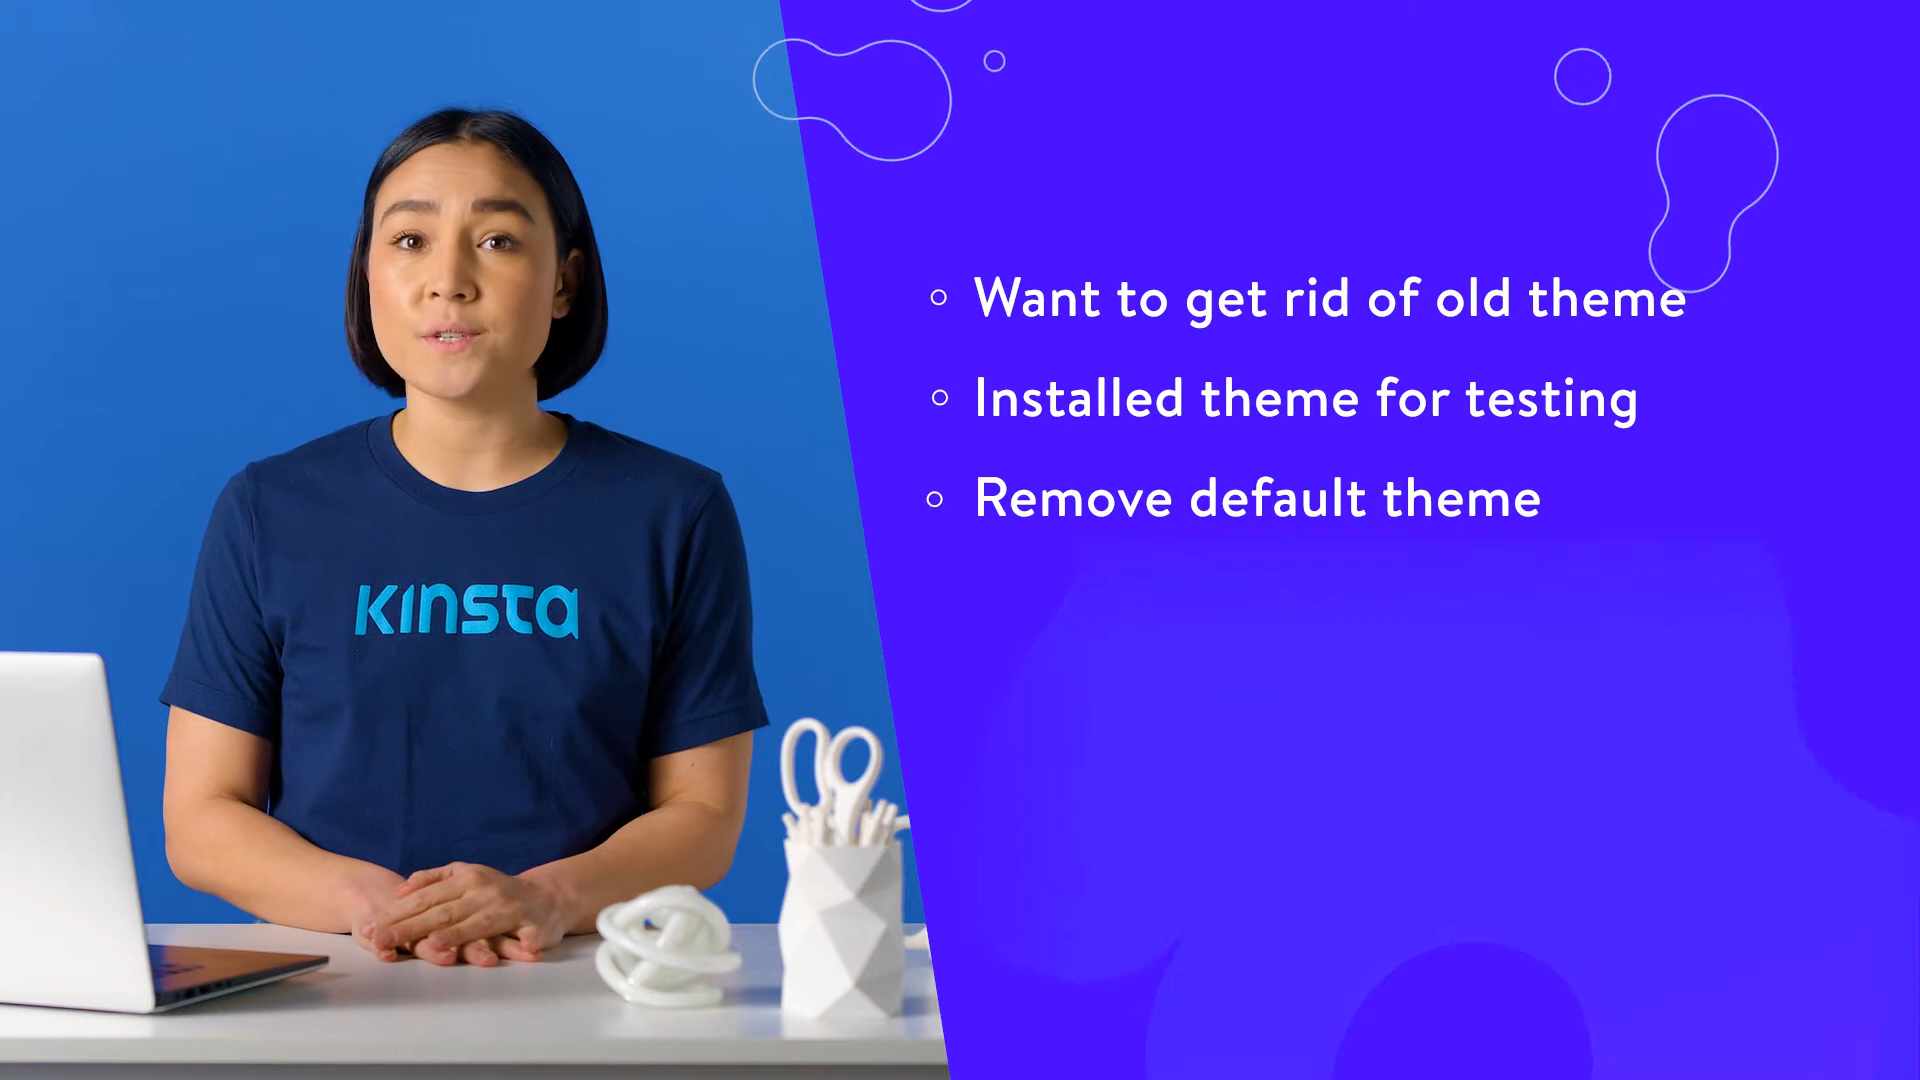 Want to get rid of old theme
Installed theme for testing
Remove default theme
KINSTA